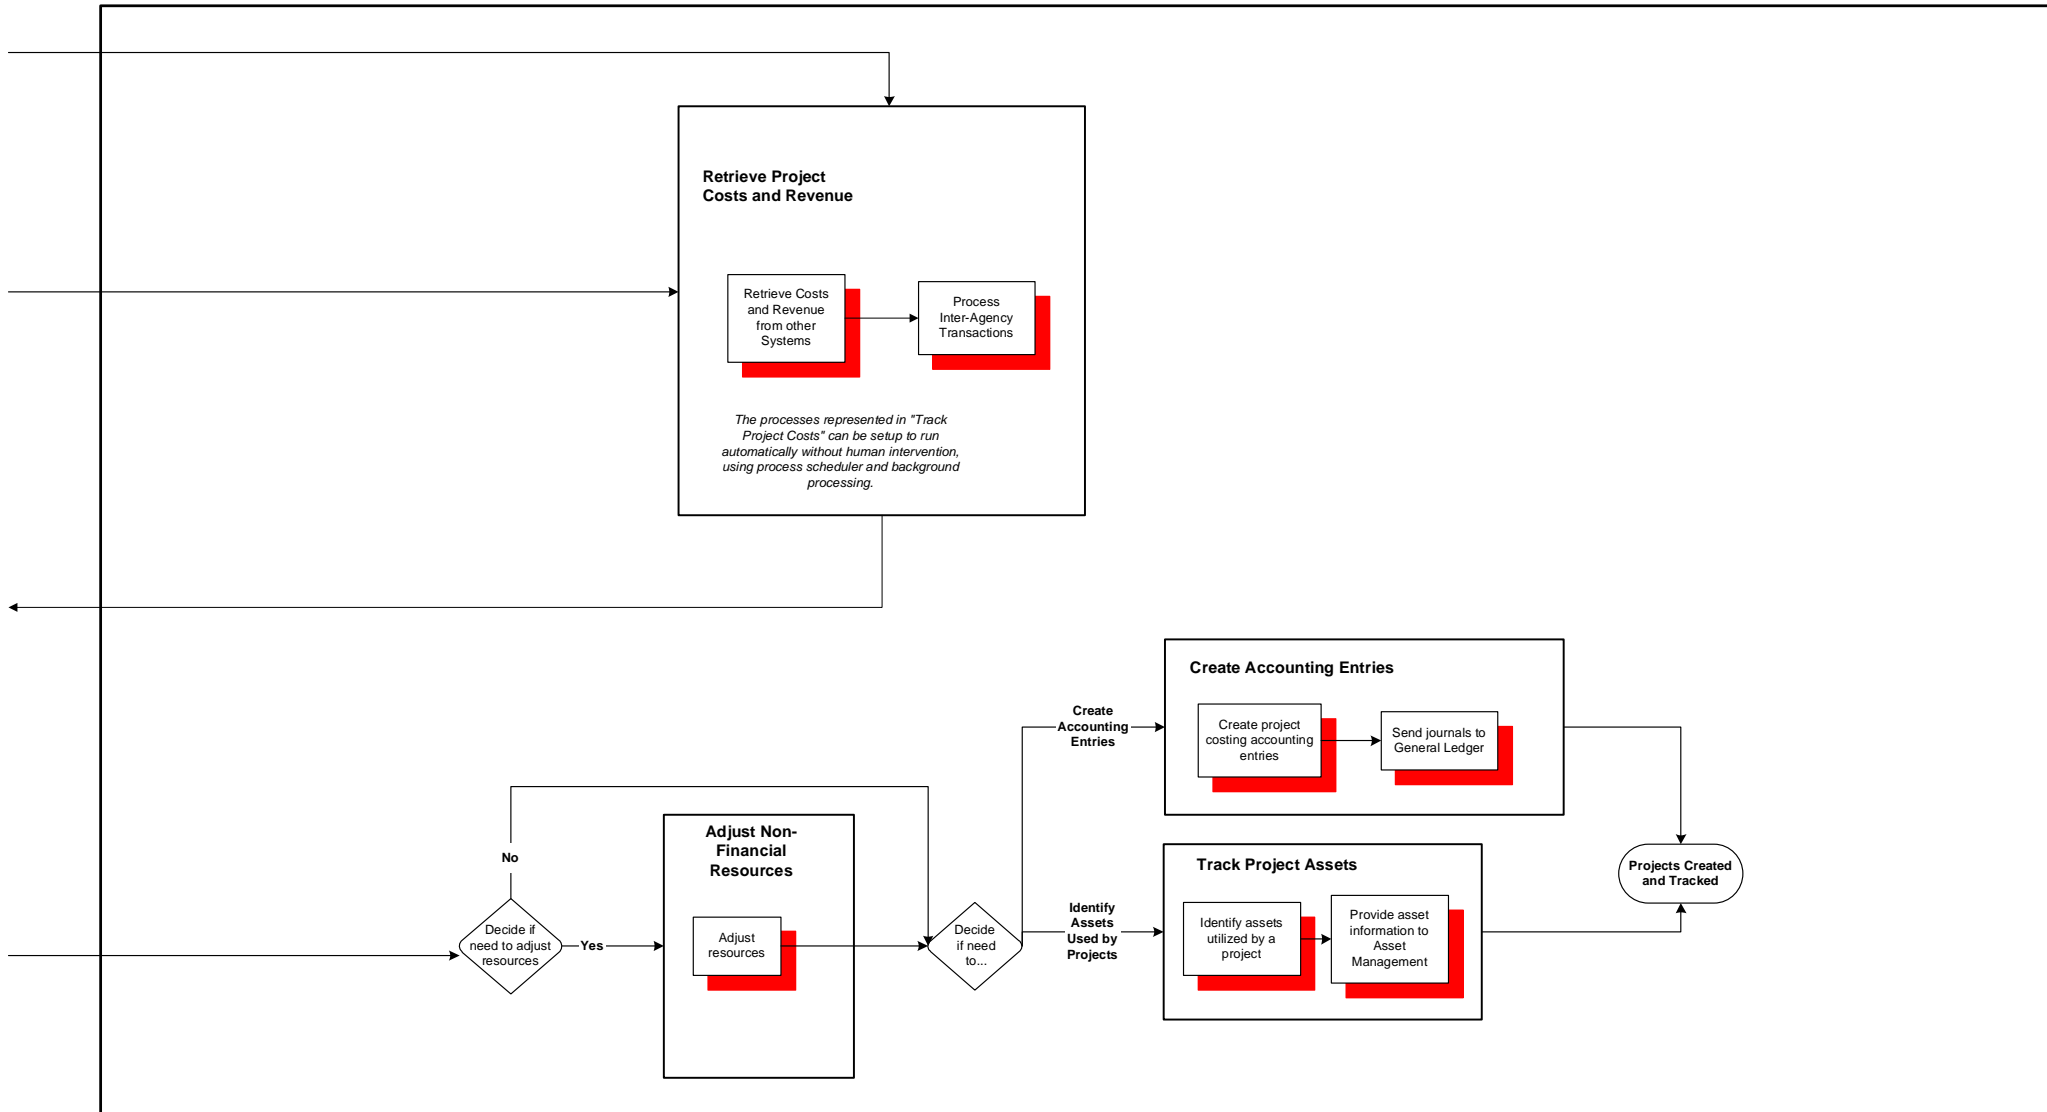 Retrieve Project
Costs and Revenue
Retrieve Costs
and Revenue
from other
Systems
Process
Inter-Agency
Transactions
The processes represented in "Track
Project Costs" can be setup to run
automatically without human intervention,
using process scheduler and background
processing.
Create Accounting Entries
Create project
costing accounting
entries
Send journals to
General Ledger
Create
Accounting
Entries
No
Adjust Non-
Financial
Resources
Adjust
resources
Decide if
need to adjust
resources
Yes
Decide
if need
to...
Identify
Assets
Used by
Projects
Track Project Assets
Identify assets
utilized by a
project
Provide asset
information to
Asset
Management
Projects Created
and Tracked